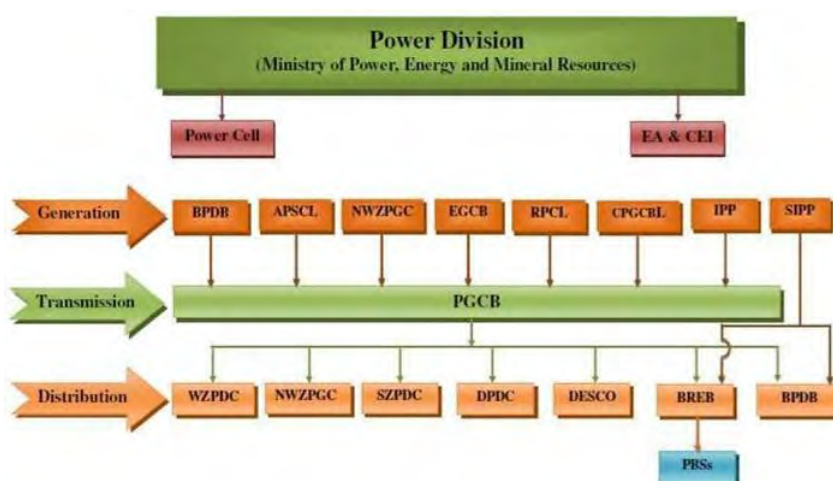 Power Division
(Ministry of Power, Energy and Mineral Resources)
Power Cell
EA & CEI
Generation
BPDB
APSCL
NWZPGC
EGCB
RPCL
CPGCBL
IPP
SIPP
Transmission
PGCB
Distribution
WZPDC
NWZPGC
SZPDC
DPDC
DESCO
BREB
BPDB
PBSs